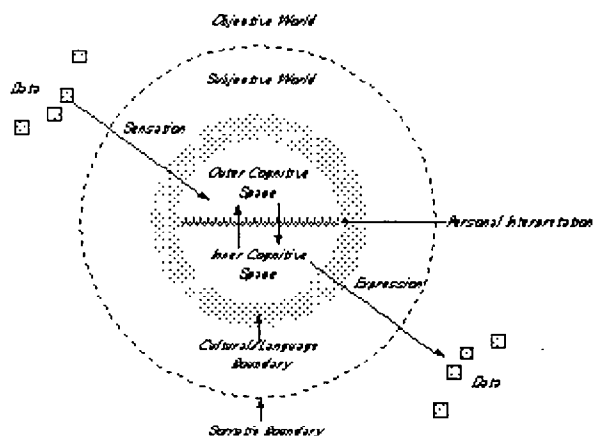 Objective World
Subjective World
Data
Sensation
Outer Cognitive
Space
Personal Interpretation
Inner Cognitive
Space
Expression
Cultural/Language
Boundary
Data
Somatic Boundary